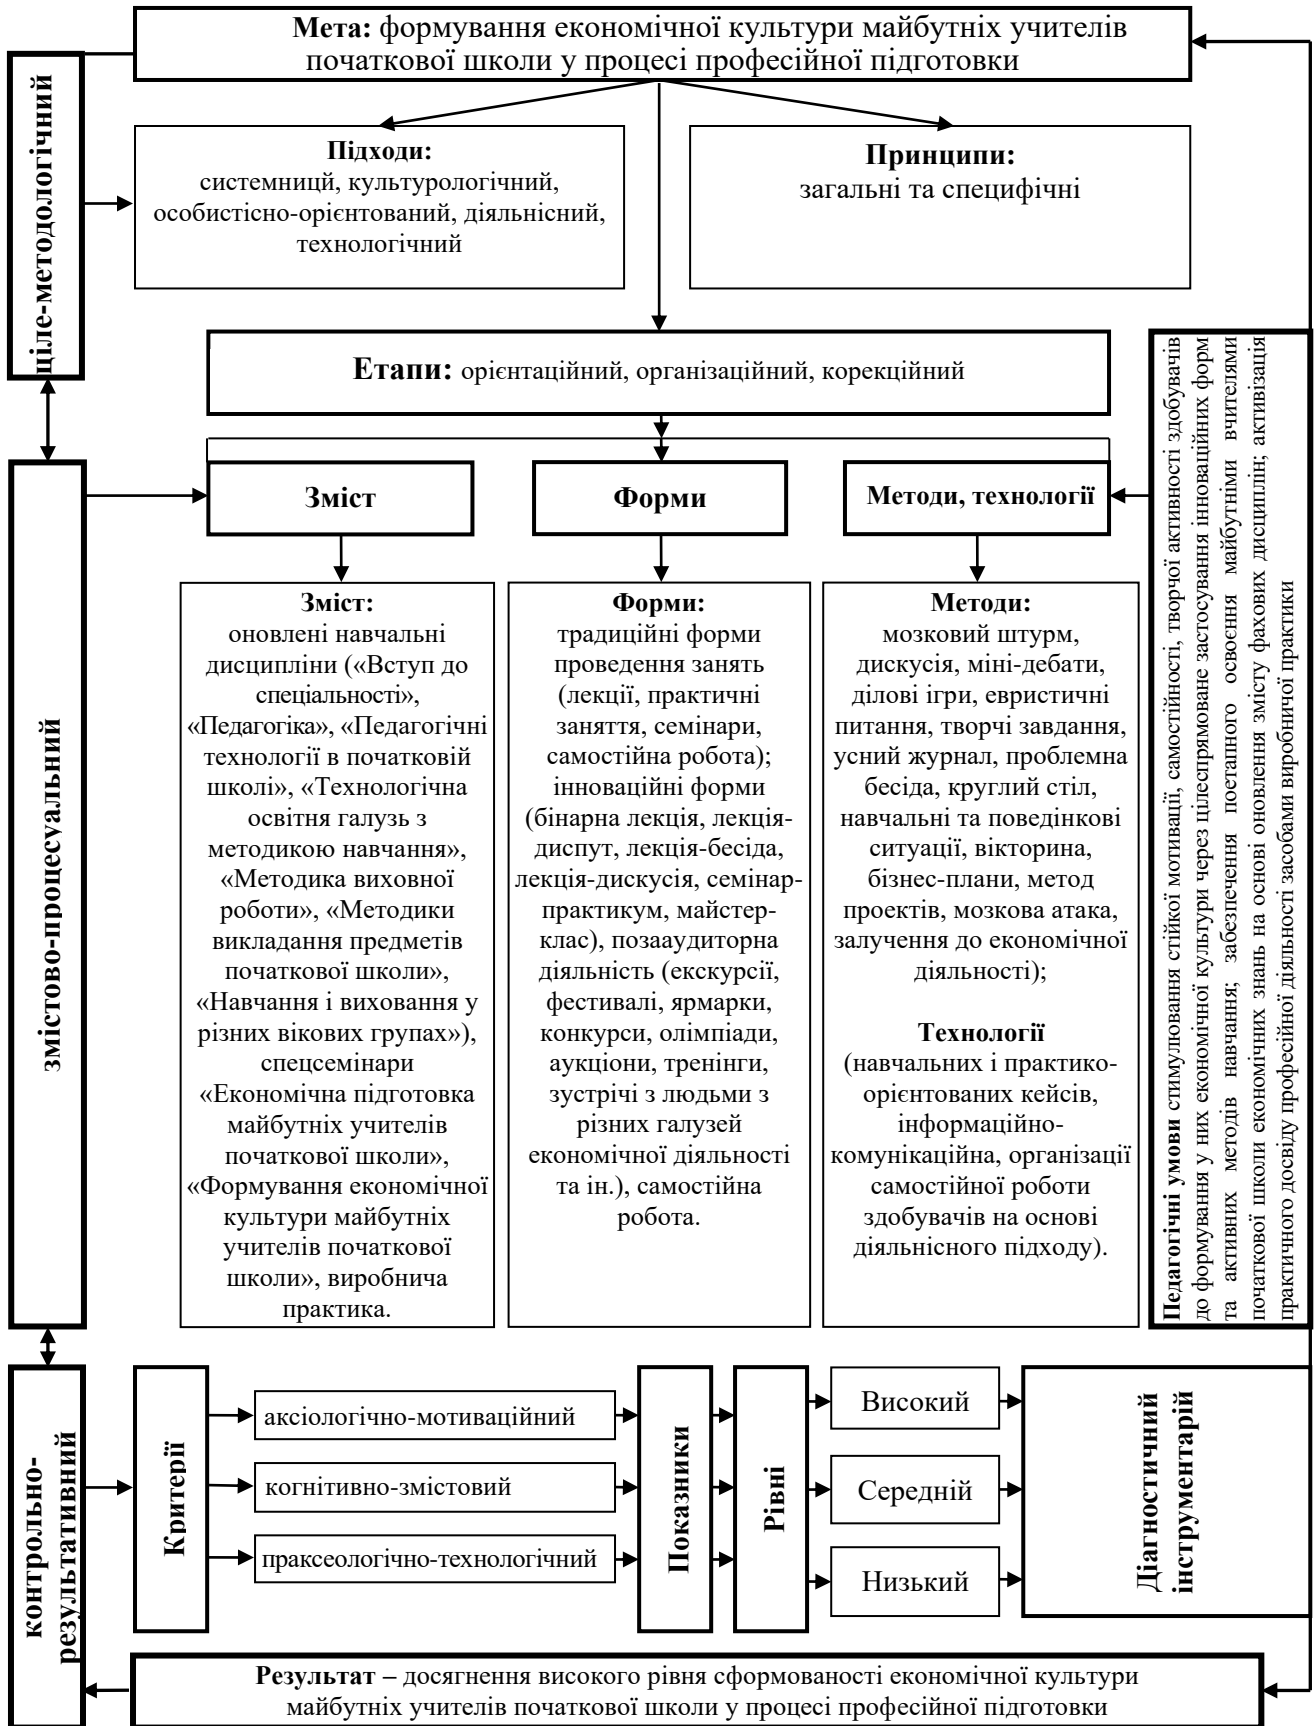 Мета: формування економічної культури майбутніх учителів
початкової школи у процесі професійної підготовки
ціле-методологічний
Підходи:
системницй, культурологічний,
особистісно-орієнтований, діяльнісний,
технологічний
Принципи:
загальні та специфічні
Етапи: орієнтаційний, організаційний, корекційний
змістово-процесуальний
Зміст
Форми
Методи, технології
Зміст:
оновлені навчальні
дисципліни («Вступ до
спеціальності»,
«Педагогіка», «Педагогічні
технології в початковій
школі», «Технологічна
освітня галузь з
методикою навчання»,
«Методика виховної
роботи», «Методики
викладання предметів
початкової школи»,
«Навчання і виховання у
різних вікових групах»),
спецсемінари
«Економічна підготовка
майбутніх учителів
початкової школи»,
«Формування економічної
культури майбутніх
учителів початкової
школи», виробнича
практика.
Форми:
традиційні форми
проведення занять
(лекції, практичні
заняття, семінари,
самостійна робота);
інноваційні форми
(бінарна лекція, лекція-
диспут, лекція-бесіда,
лекція-дискусія, семінар-
практикум, майстер-
клас), позааудиторна
діяльність (екскурсії,
фестивалі, ярмарки,
конкурси, олімпіади,
аукціони, тренінги,
зустрічі з людьми з
різних галузей
економічної діяльності
та ін.), самостійна
робота.
Методи:
мозковий штурм,
дискусія, міні-дебати,
ділові ігри, евристичні
питання, творчі завдання,
усний журнал, проблемна
бесіда, круглий стіл,
навчальні та поведінкові
ситуації, вікторина,
бізнес-плани, метод
проектів, мозкова атака,
залучення до економічної
діяльності);
Технології
(навчальних і практико-
орієнтованих кейсів,
інформаційно-
комунікаційна, організації
самостійної роботи
здобувачів на основі
діяльнісного підходу).
Педагогічні умови стимулювання стійкої мотивації, самостійності, творчої активності здобувачів
до формування у них економічної культури через цілеспрямоване застосування інноваційних форм
та активних методів навчання; забезпечення поетапного освоєння майбутніми вчителями
початкової школи економічних знань на основі оновлення змісту фахових дисциплін; активізація
практичного досвіду професійної діяльності засобами виробничої практики
контрольно-
результативний
Критерії
аксіологічно-мотиваційний
когнітивно-змістовий
праксеологічно-технологічний
Показники
Рівні
Високий
Середній
Низький
Діагностичний
інструментарій
Результат – досягнення високого рівня сформованості економічної культури
майбутніх учителів початкової школи у процесі професійної підготовки